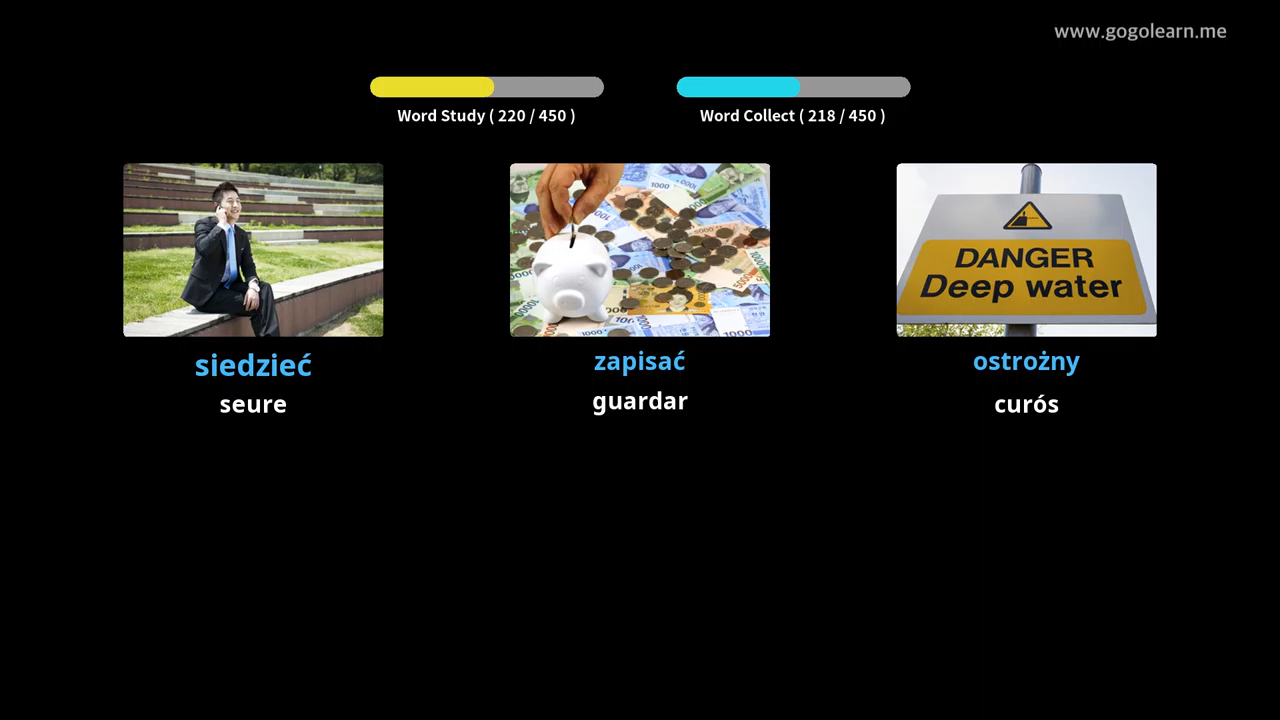 www.gogolearn.me
Word Study ( 220 / 450 )
Word Collect ( 218 / 450 )
DANGER
Deep water
siedzieć
zapisać
ostrożny
seure
guardar
curós